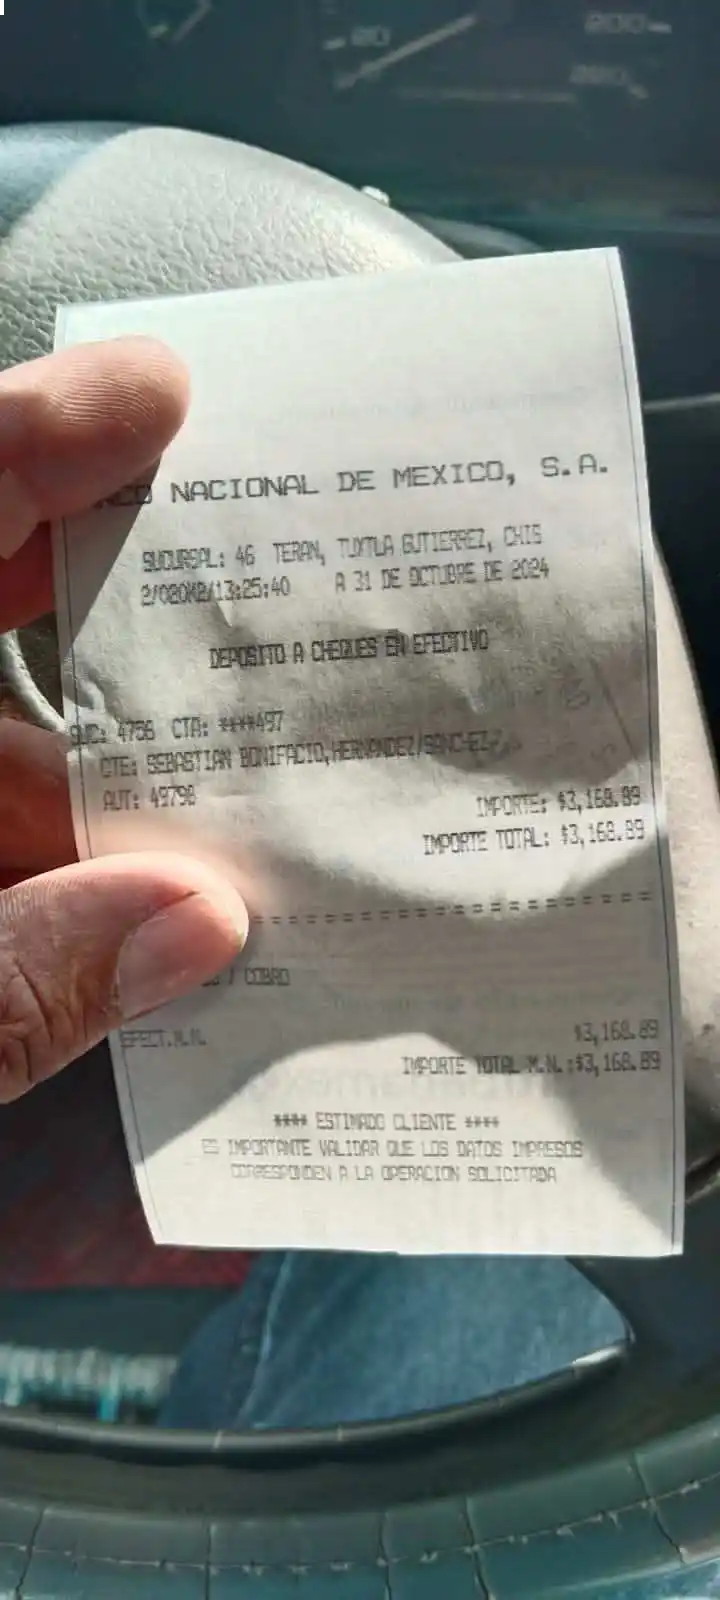 NCO NACIONAL DE MEXICO, S.A.
SUCURSAL: 46 TERAN, TUXTLA GUTIERREZ, CHIS
2/020K2/13:25:40 A 31 DE OCTUBRE DE 2024
DEPOSITO A CHEQUES EN EFECTIVO
SUC: 4756 CTA: ****497
CTE: SEBASTIAN BONIFACIO,HERNANDEZ/SANCHEZ
AUT: 49798
IMPORTE: $3,168.89
IMPORTE TOTAL: $3,168.89
/ COBRO
EFECT.M.N. $3,168.89
IMPORTE TOTAL M.N.:$3,168.89
**** ESTIMADO CLIENTE ****
ES IMPORTANTE VALIDAR QUE LOS DATOS IMPRESOS
CORRESPONDEN A LA OPERACION SOLICITADA